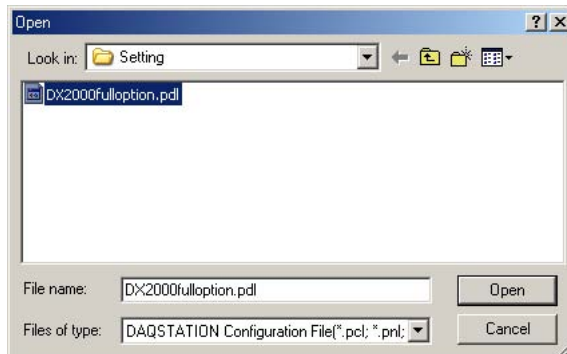 Open
Look in: Setting
DX2000fulloption.pdl
File name: DX2000fulloption.pdl Open
Files of type: DAQSTATION Configuration File(*.pcl; *.pnl; Cancel